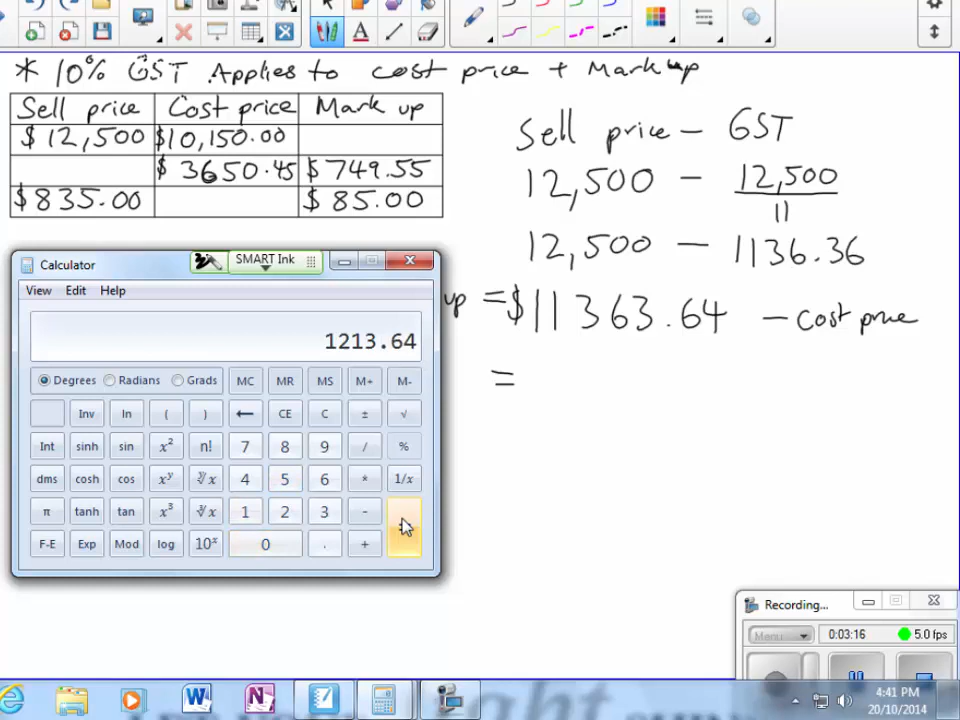 * 10% GST Applies to cost price + Mark up
Sell price Cost price Mark up
$12,500 $10,150.00
$3650.45 $749.55
$835.00 $85.00
Sell price - GST
12,500 - 12,500
11
12,500 - 1136.36
up = $11363.64 - cost price
=
Calculator
SMART Ink
View Edit Help
1213.64
Degrees Radians Grads MC MR MS M+ M-
Inv ln ( ) ← CE C ± √
Int sinh sin x² n! 7 8 9 / %
dms cosh cos xʸ ʸ√x 4 5 6 * 1/x
π tanh tan x³ ³√x 1 2 3 -
F-E Exp Mod log 10ˣ 0 . +
Recording...
Menu 0:03:16 5.0 fps
4:41 PM
20/10/2014